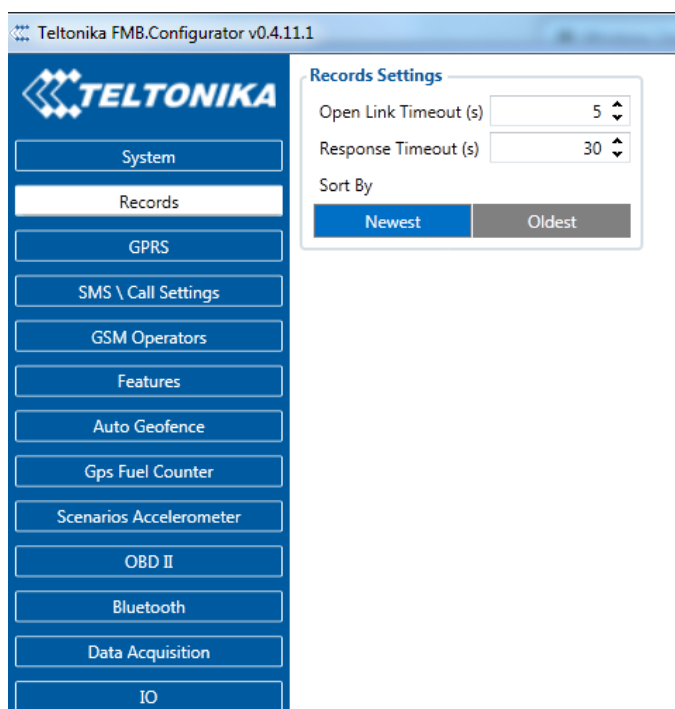 Teltonika FMB.Configurator v0.4.11.1
TELTONIKA
System
Records
GPRS
SMS \ Call Settings
GSM Operators
Features
Auto Geofence
Gps Fuel Counter
Scenarios Accelerometer
OBD II
Bluetooth
Data Acquisition
IO
Records Settings
Open Link Timeout (s) 5
Response Timeout (s) 30
Sort By
Newest Oldest